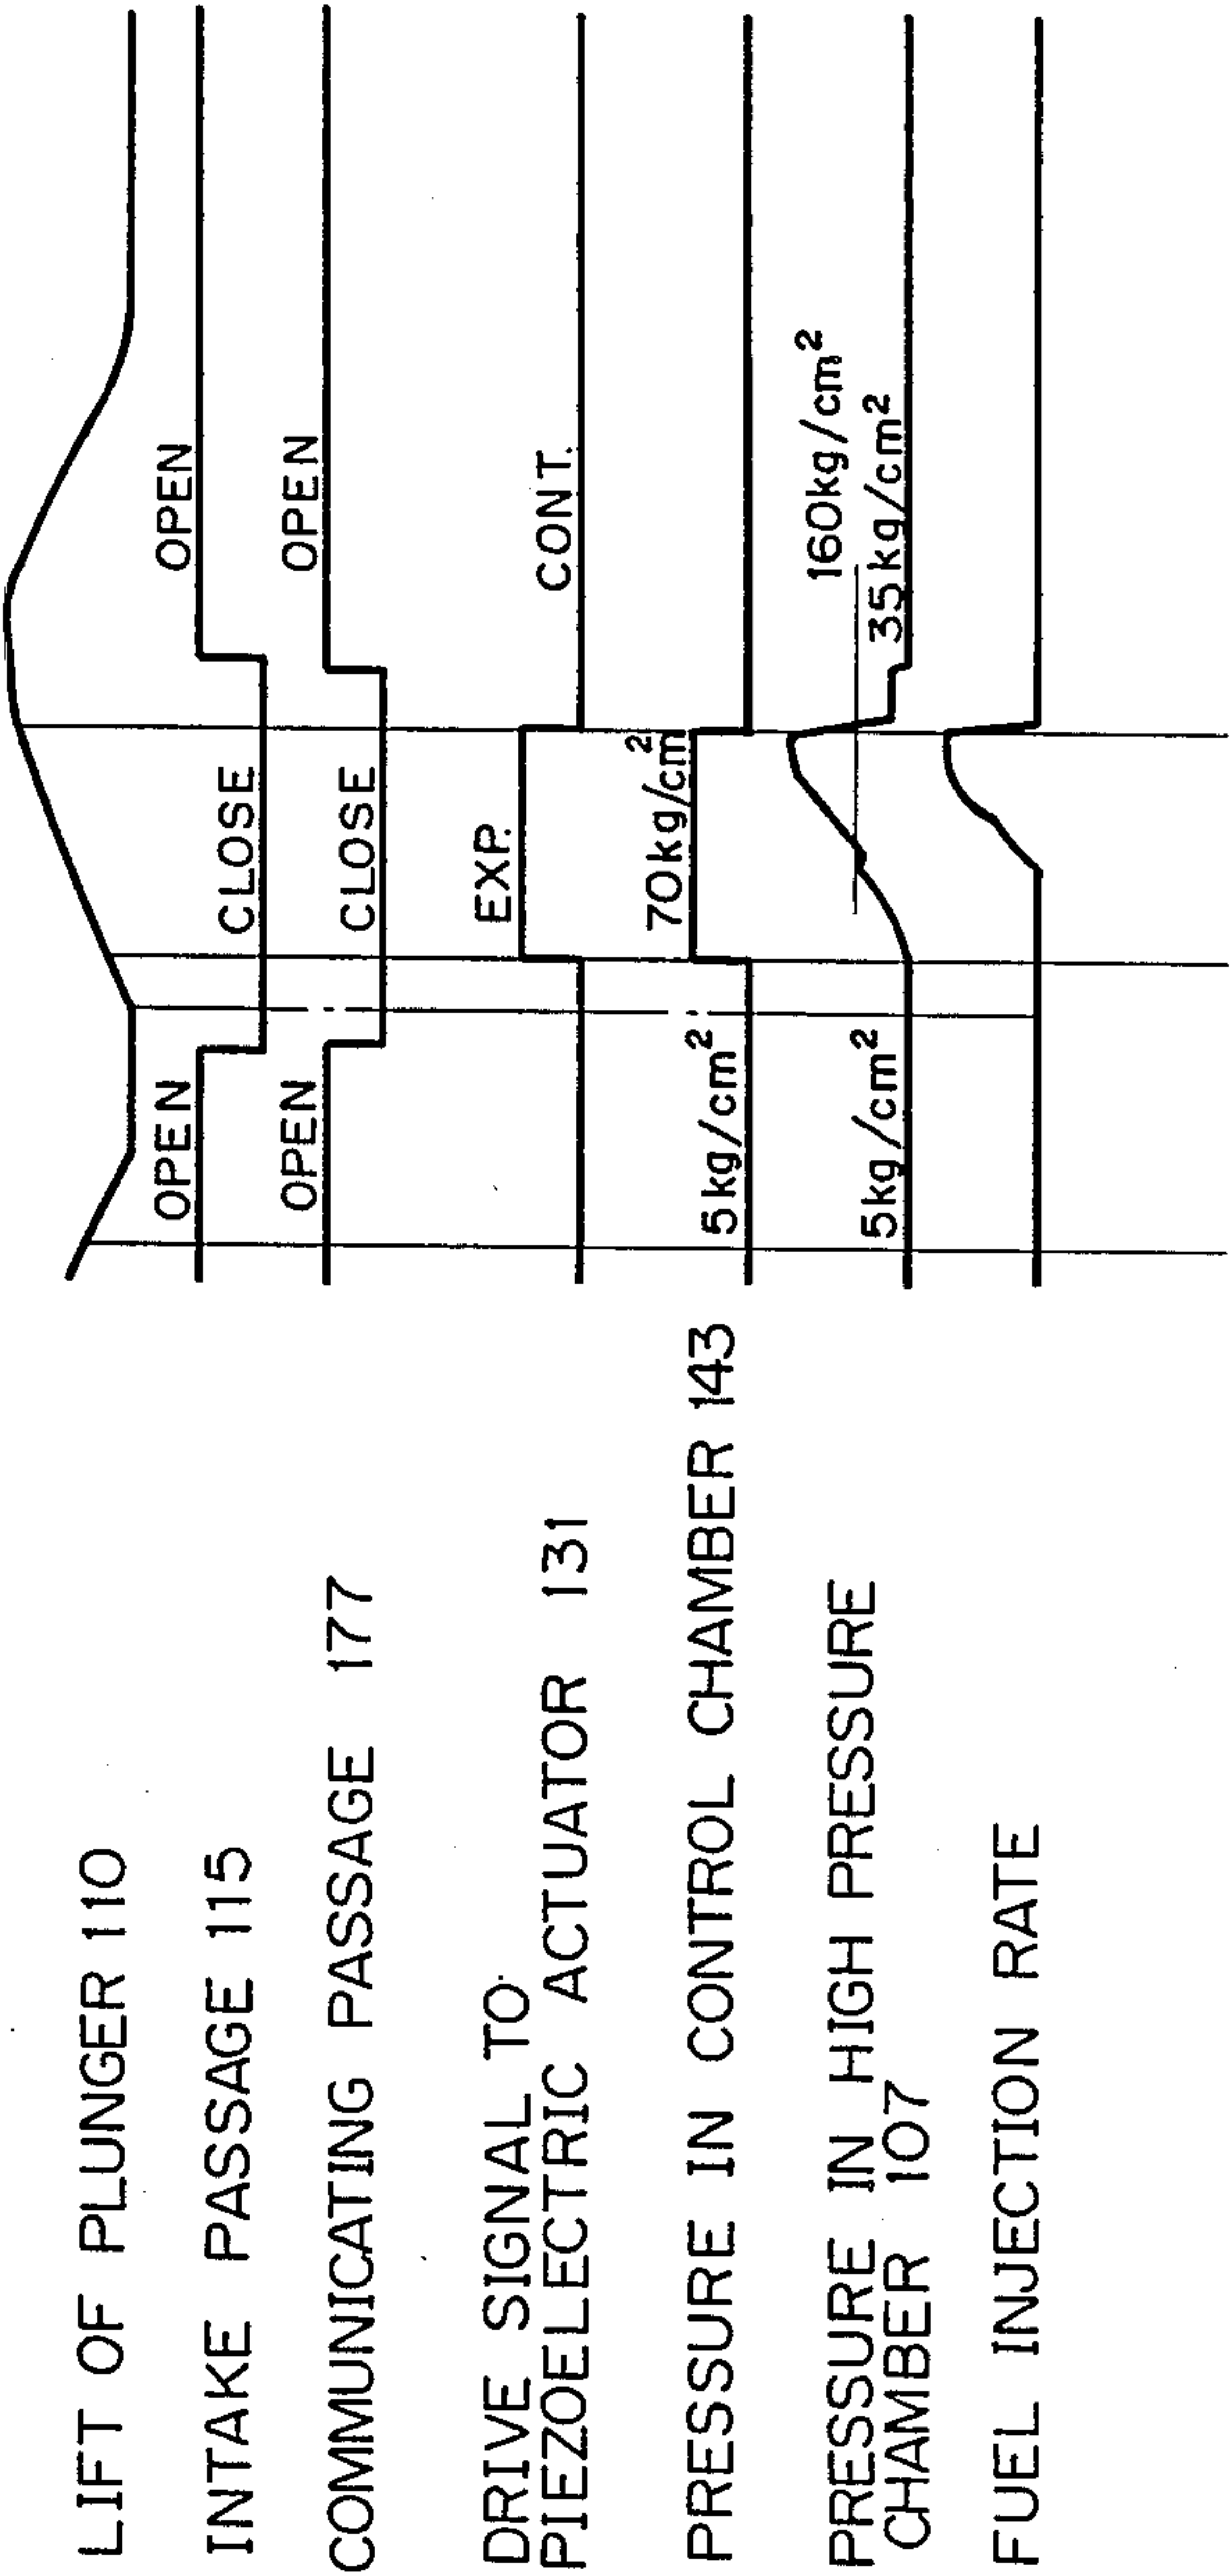 LIFT OF PLUNGER 110
INTAKE PASSAGE 115
OPEN
CLOSE
OPEN
COMMUNICATING PASSAGE 177
OPEN
CLOSE
OPEN
DRIVE SIGNAL TO
PIEZOELECTRIC ACTUATOR 131
EXP.
CONT.
PRESSURE IN CONTROL CHAMBER 143
5kg/cm²
70kg/cm²
PRESSURE IN HIGH PRESSURE
CHAMBER 107
5kg/cm²
160kg/cm²
35kg/cm²
FUEL INJECTION RATE